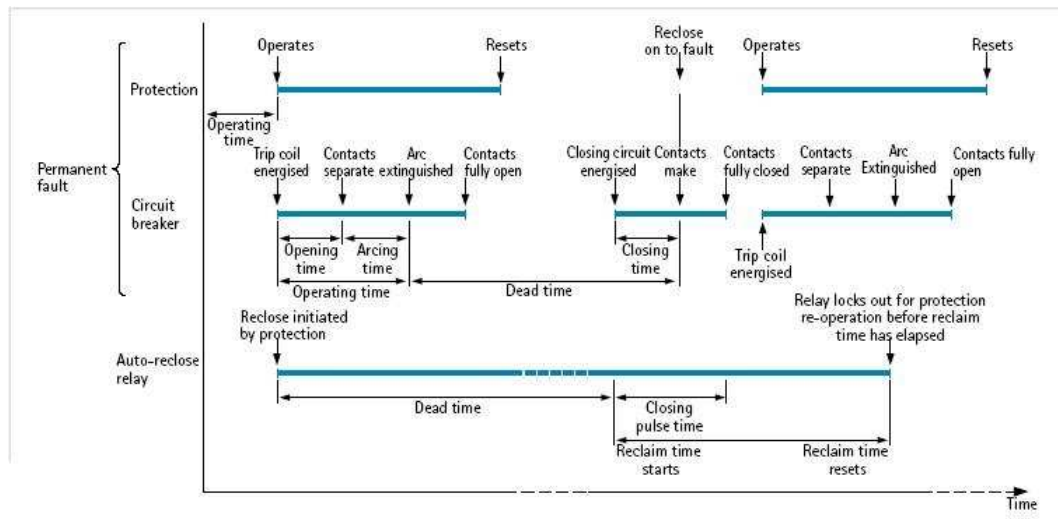 Operates
Resets
Reclose
on to fault
Operates
Resets
Protection
Operating
time
Permanent
fault
Trip coil
energised
Contacts
separate
Arc
extinguished
Contacts
fully open
Closing circuit
energised
Contacts
make
Contacts
fully closed
Contacts
separate
Arc
Extinguished
Contacts fully
open
Circuit
breaker
Opening
time
Arcing
time
Closing
time
Trip coil
energised
Operating time
Dead time
Reclose initiated
by protection
Relay locks out for protection
re-operation before reclaim
time has elapsed
Auto-reclose
relay
Dead time
Closing
pulse time
Reclaim time
starts
Reclaim time
resets
Time